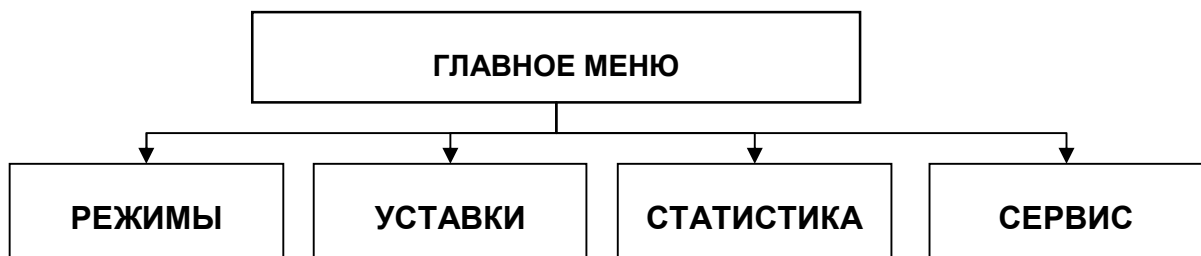 ГЛАВНОЕ МЕНЮ
РЕЖИМЫ
УСТАВКИ
СТАТИСТИКА
СЕРВИС